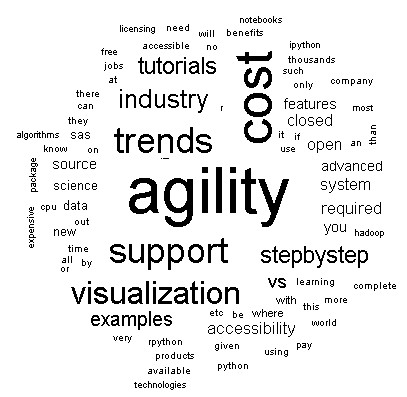 notebooks
licensing need will benefits
free accessible no ipython
jobs tutorials cost thousands
at such
there industry only company
can r features most
they closed
algorithms sas trends it if than
know on use open an
package source advanced
science agility system
cpu data required
expensive out you hadoop
new
time support stepbystep
all by
or vs learning
visualization with more complete
examples etc be where this
accessibility world
very rpython given using pay
products
available python
technologies